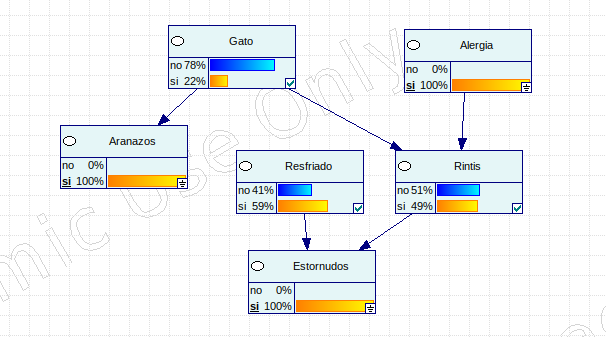 Gato
no 78%
si 22%
Alergia
no 0%
si 100%
Aranazos
no 0%
si 100%
Resfriado
no 41%
si 59%
Rintis
no 51%
si 49%
Estornudos
no 0%
si 100%
mic use only